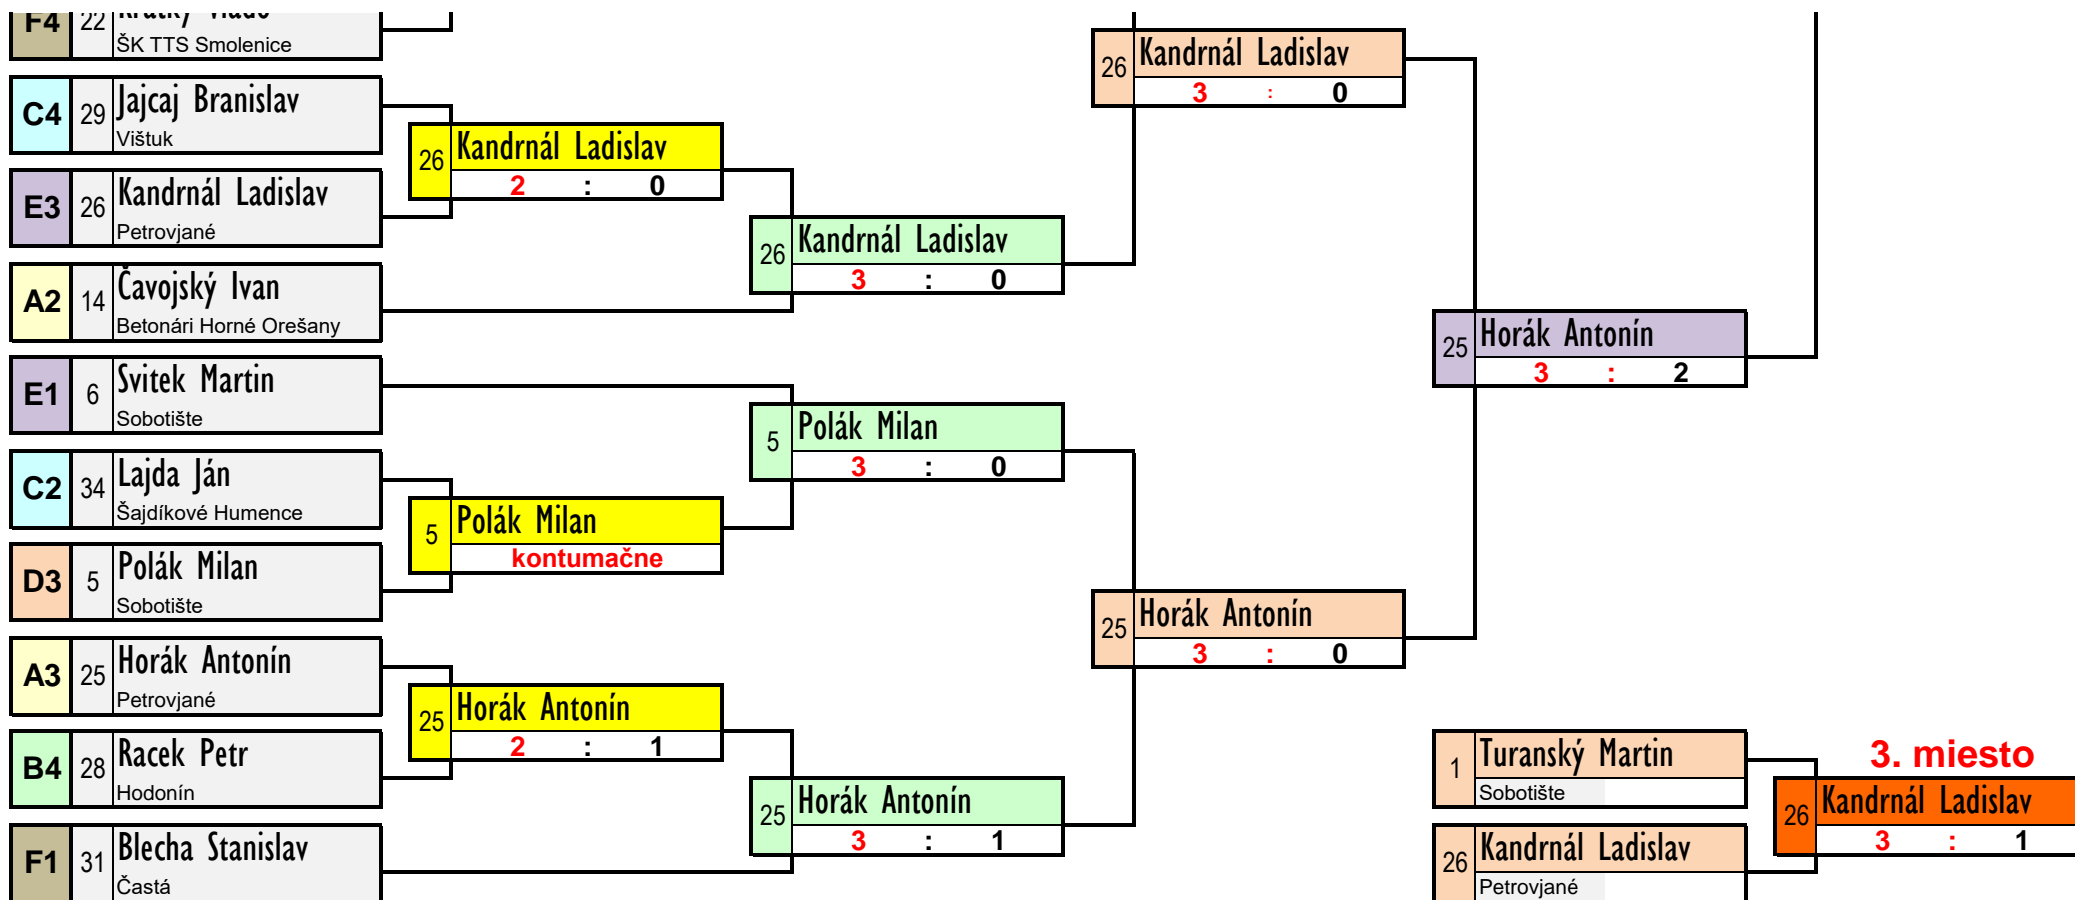 F4 22
ŠK TTS Smolenice
26 Kandrnál Ladislav
3 : 0
C4 29 Jajcaj Branislav
Vištuk
26 Kandrnál Ladislav
2 : 0
E3 26 Kandrnál Ladislav
Petrovjané
26 Kandrnál Ladislav
3 : 0
A2 14 Čavojský Ivan
Betonári Horné Orešany
25 Horák Antonín
3 : 2
E1 6 Svitek Martin
Sobotište
5 Polák Milan
3 : 0
C2 34 Lajda Ján
Šajdíkové Humence
5 Polák Milan
kontumačne
D3 5 Polák Milan
Sobotište
25 Horák Antonín
3 : 0
A3 25 Horák Antonín
Petrovjané
25 Horák Antonín
2 : 1
B4 28 Racek Petr
Hodonín
25 Horák Antonín
3 : 1
F1 31 Blecha Stanislav
Častá
1 Turanský Martin
Sobotište
3. miesto
26 Kandrnál Ladislav
3 : 1
26 Kandrnál Ladislav
Petrovjané